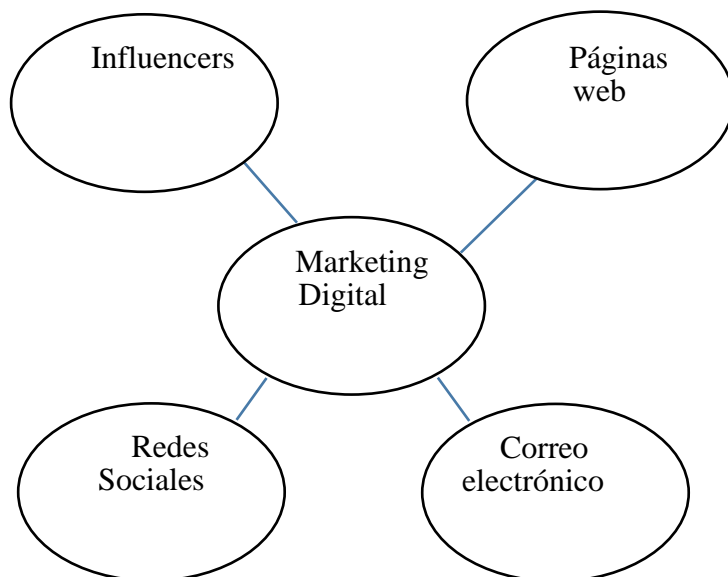 Influencers
Páginas
web
Marketing
Digital
Redes
Sociales
Correo
electrónico